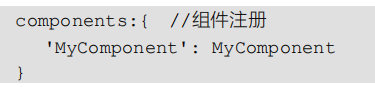 components:{  //组件注册
   'MyComponent': MyComponent
}